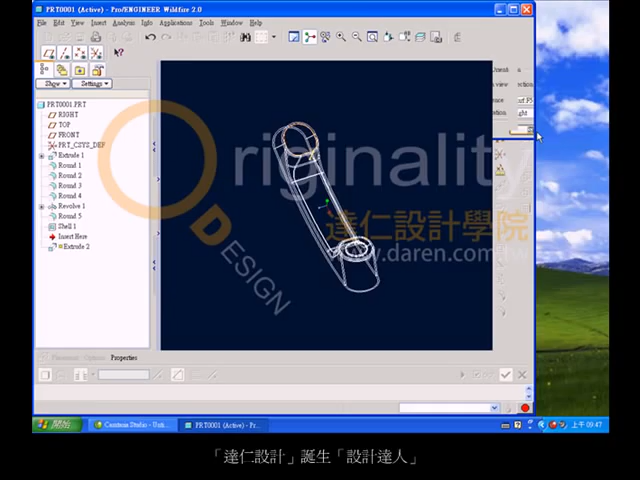 PRT0001 (Active) - Pro/ENGINEER Wildfire 2.0
File Edit View Insert Analysis Info Applications Tools Window Help
Show
Settings
PRT0001.PRT
RIGHT
TOP
FRONT
PRT_CSYS_DEF
Extrude 1
Round 1
Round 2
Round 3
Round 4
Revolve 1
Round 5
Shell 1
Insert Here
Extrude 2
Originality
DESIGN
達仁設計學院
www.daren.com.tw
Placement Options Properties
開始
PRT0001 (Active) - Pr...
上午 09:47
「達仁設計」誕生「設計達人」